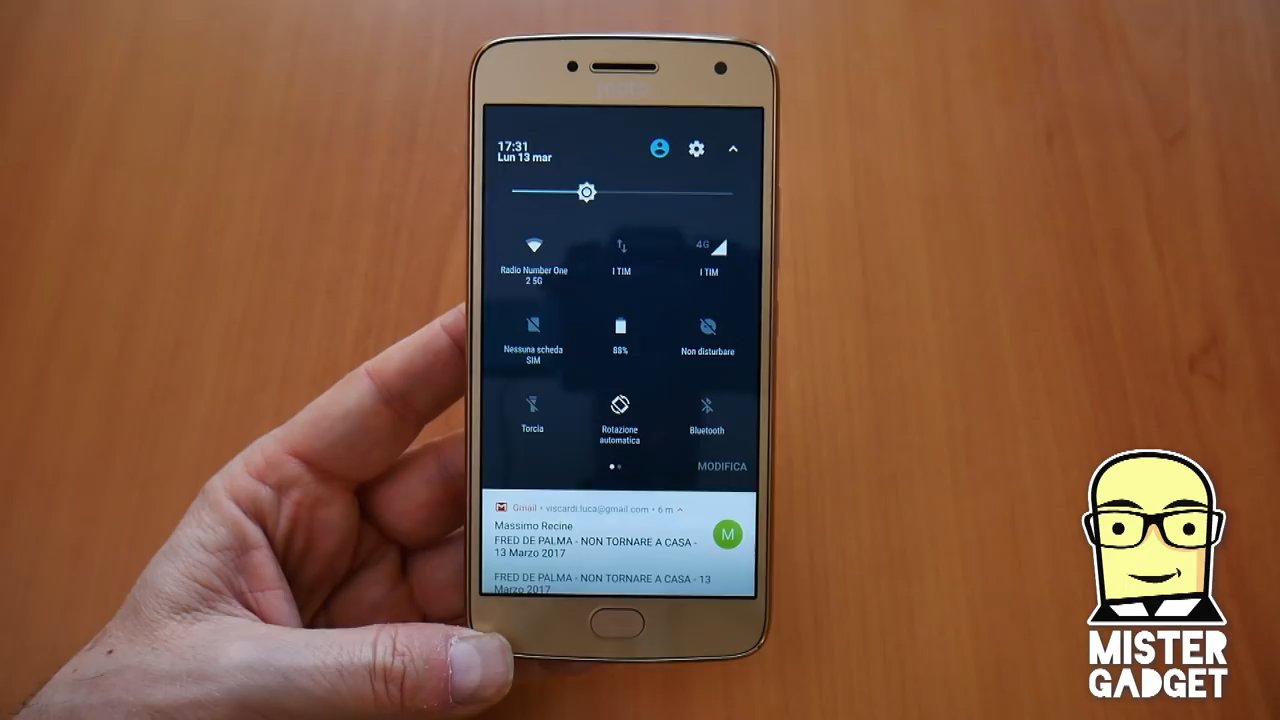 17:31
Lun 13 mar
Radio Number One
2 5G
I TIM
4G
I TIM
Nessuna scheda
SIM
88%
Non disturbare
Torcia
Rotazione
automatica
Bluetooth
MODIFICA
Gmail • viscardi.luca@gmail.com • 6 m
Massimo Recine
FRED DE PALMA - NON TORNARE A CASA -
13 Marzo 2017
M
FRED DE PALMA - NON TORNARE A CASA - 13
Marzo 2017
MISTER
GADGET